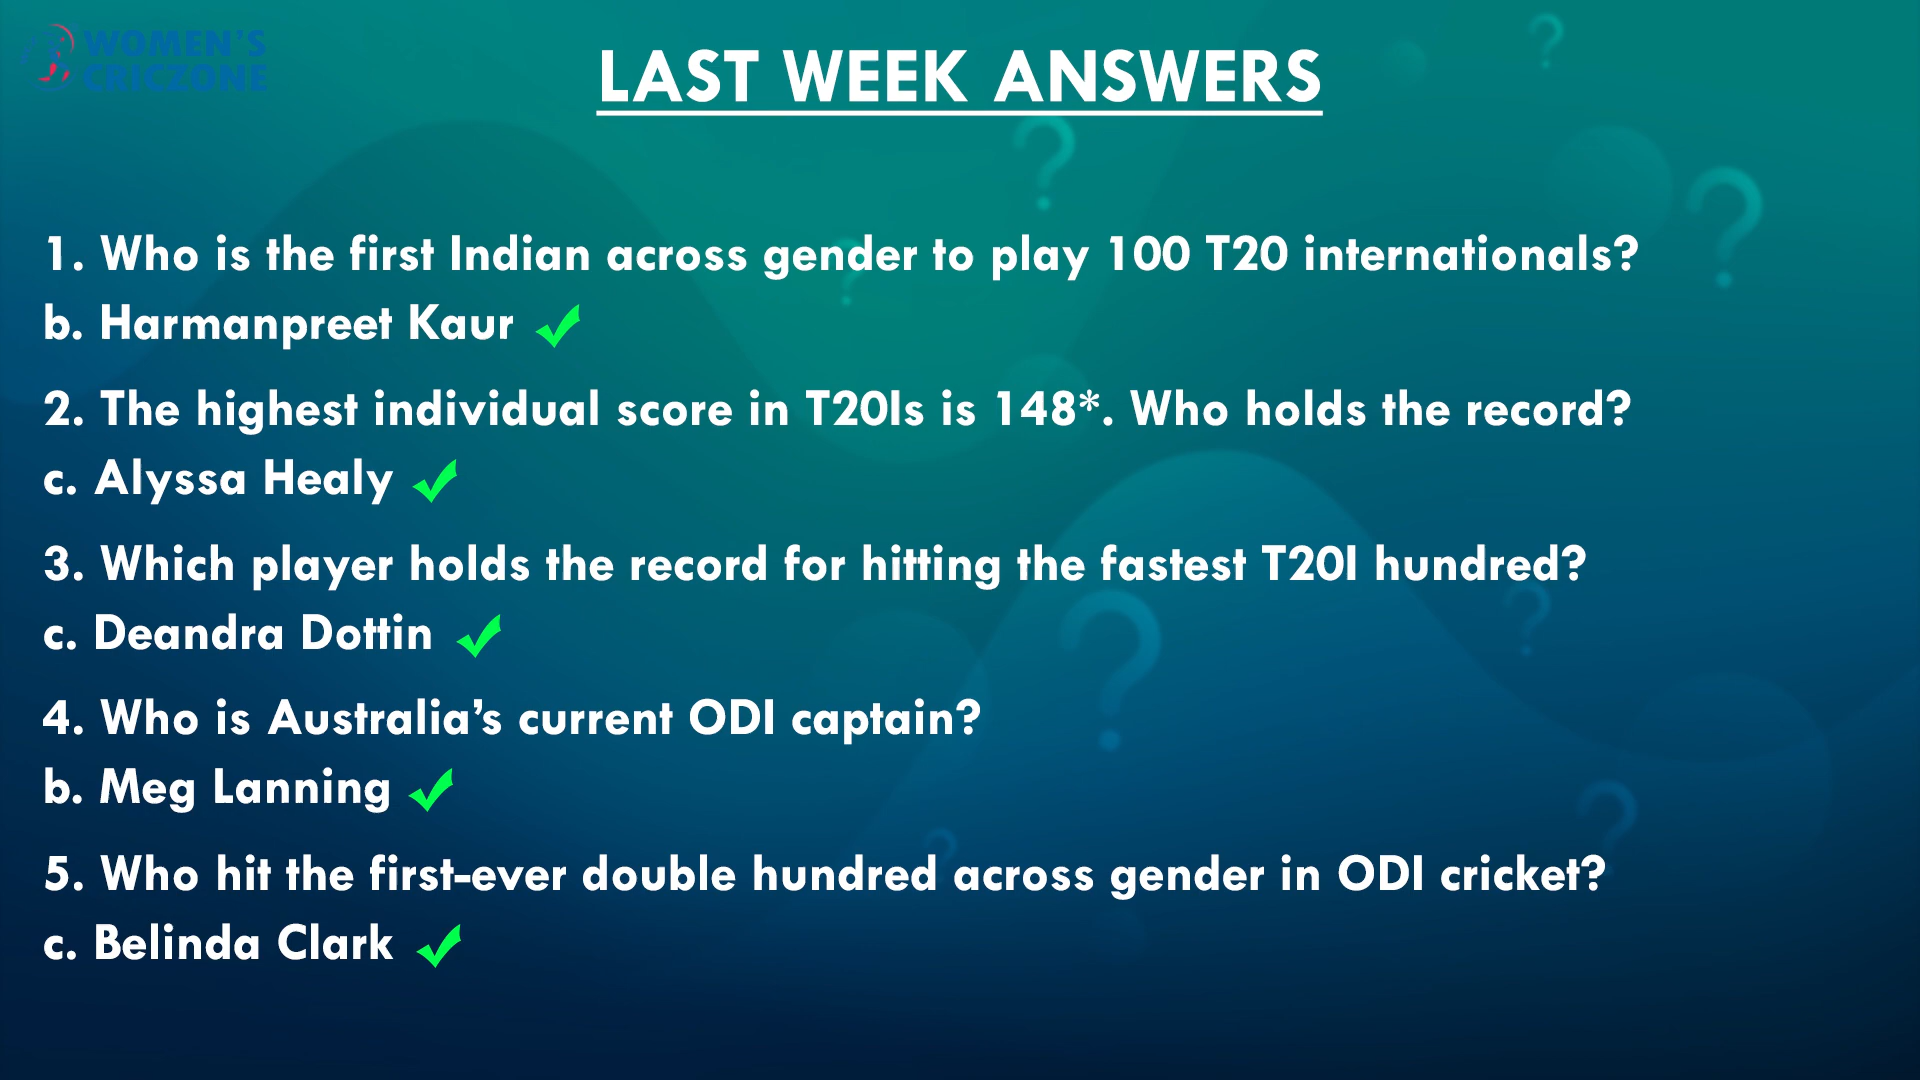 WOMEN'S
CRICZONE
LAST WEEK ANSWERS
1. Who is the first Indian across gender to play 100 T20 internationals?
b. Harmanpreet Kaur
2. The highest individual score in T20Is is 148*. Who holds the record?
c. Alyssa Healy
3. Which player holds the record for hitting the fastest T20I hundred?
c. Deandra Dottin
4. Who is Australia’s current ODI captain?
b. Meg Lanning
5. Who hit the first-ever double hundred across gender in ODI cricket?
c. Belinda Clark